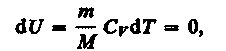 dU = m/M C_V dT = 0,